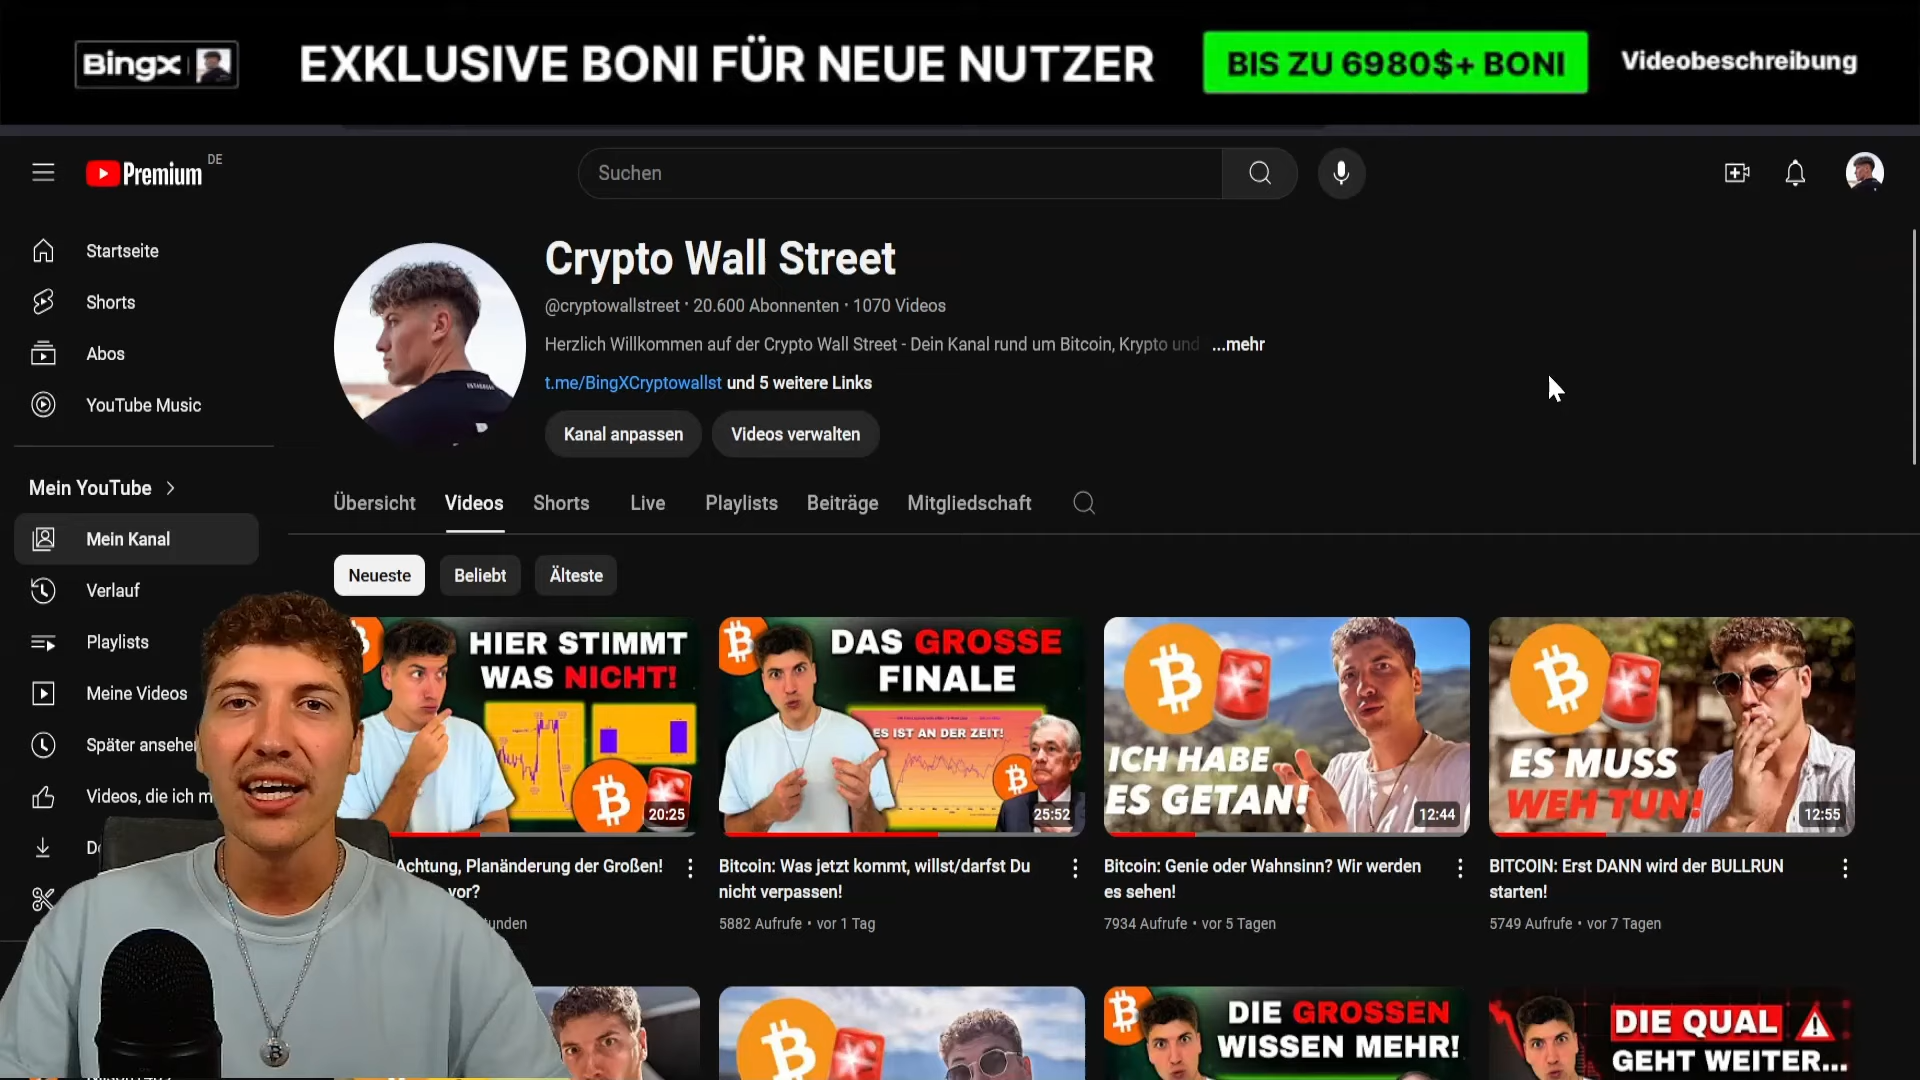 BingX
EXKLUSIVE BONI FÜR NEUE NUTZER
BIS ZU 6980$+ BONI
Videobeschreibung
Premium
DE
Suchen
Startseite
Shorts
Abos
YouTube Music
Mein YouTube
Mein Kanal
Verlauf
Playlists
Meine Videos
Später ansehen
Videos, die ich m
Crypto Wall Street
@cryptowallstreet · 20.600 Abonnenten · 1070 Videos
Herzlich Willkommen auf der Crypto Wall Street - Dein Kanal rund um Bitcoin, Krypto und ...mehr
t.me/BingXCryptowallst und 5 weitere Links
Kanal anpassen
Videos verwalten
Übersicht
Videos
Shorts
Live
Playlists
Beiträge
Mitgliedschaft
Neueste
Beliebt
Älteste
HIER STIMMT
WAS NICHT!
20:25
Achtung, Planänderung der Großen!
vor?
unden
DAS GROSSE
FINALE
ES IST AN DER ZEIT!
25:52
Bitcoin: Was jetzt kommt, willst/darfst Du
nicht verpassen!
5882 Aufrufe · vor 1 Tag
ICH HABE
ES GETAN!
12:44
Bitcoin: Genie oder Wahnsinn? Wir werden
es sehen!
7934 Aufrufe · vor 5 Tagen
ES MUSS
WEH TUN!
12:55
BITCOIN: Erst DANN wird der BULLRUN
starten!
5749 Aufrufe · vor 7 Tagen
DIE GROSSEN
WISSEN MEHR!
DIE QUAL
GEHT WEITER...